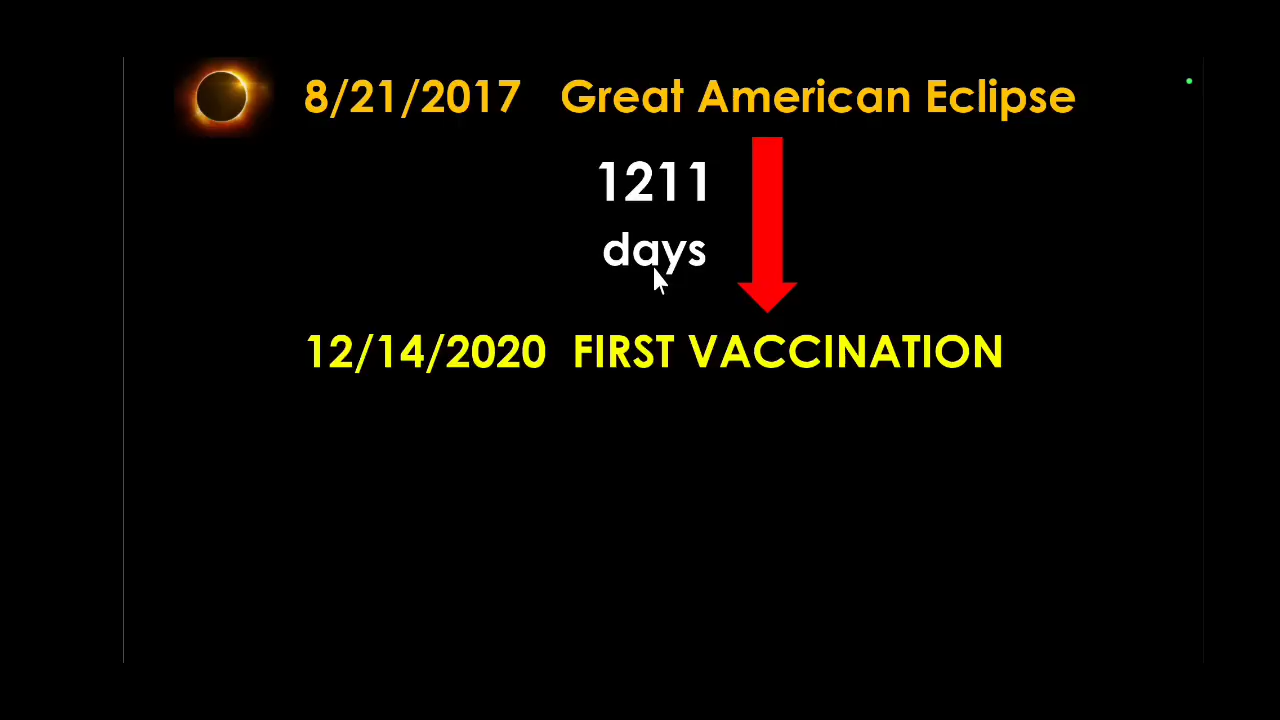 8/21/2017 Great American Eclipse
1211
days
12/14/2020 FIRST VACCINATION